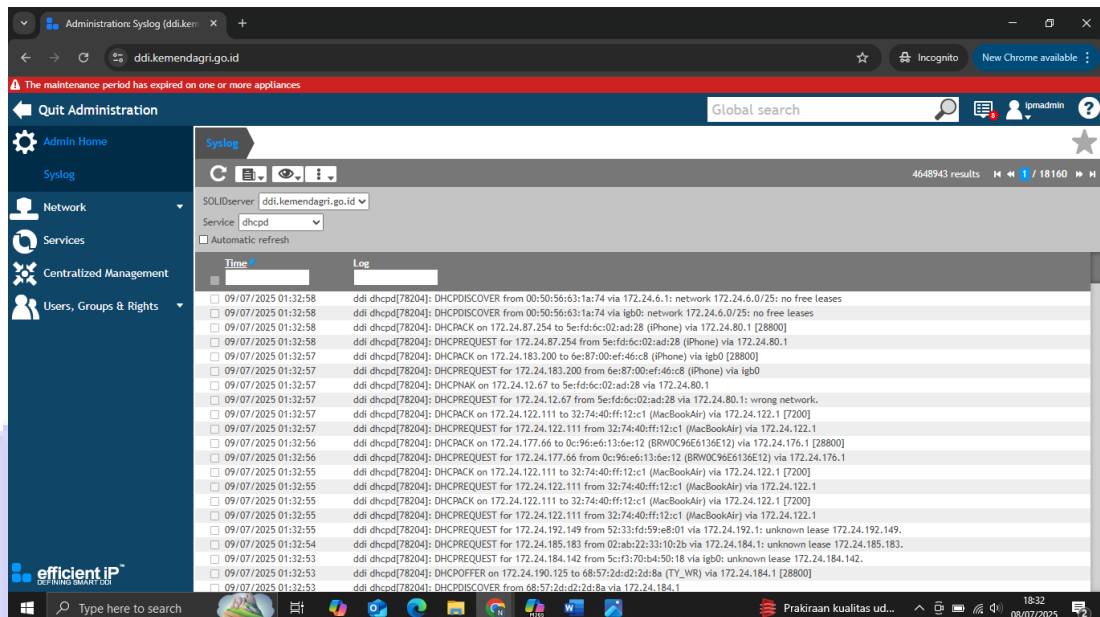 Administration: Syslog (ddi.kem
ddi.kemendagri.go.id
Incognito
New Chrome available
The maintenance period has expired on one or more appliances
Quit Administration
Global search
8
ipmadmin
?
Admin Home
Syslog
Network
Services
Centralized Management
Users, Groups & Rights
Syslog
4648943 results 1 / 18160
SOLIDserver ddi.kemendagri.go.id
Service dhcpd
Automatic refresh
Time Log
09/07/2025 01:32:58 ddi dhcpd[78204]: DHCPDISCOVER from 00:50:56:63:1a:74 via 172.24.6.1: network 172.24.6.0/25: no free leases
09/07/2025 01:32:58 ddi dhcpd[78204]: DHCPDISCOVER from 00:50:56:63:1a:74 via igb0: network 172.24.6.0/25: no free leases
09/07/2025 01:32:58 ddi dhcpd[78204]: DHCPACK on 172.24.87.254 to 5e:fd:6c:02:ad:28 (iPhone) via 172.24.80.1 [28800]
09/07/2025 01:32:58 ddi dhcpd[78204]: DHCPREQUEST for 172.24.87.254 from 5e:fd:6c:02:ad:28 (iPhone) via 172.24.80.1
09/07/2025 01:32:57 ddi dhcpd[78204]: DHCPACK on 172.24.183.200 to 6e:87:00:ef:46:c8 (iPhone) via igb0 [28800]
09/07/2025 01:32:57 ddi dhcpd[78204]: DHCPREQUEST for 172.24.183.200 from 6e:87:00:ef:46:c8 (iPhone) via igb0
09/07/2025 01:32:57 ddi dhcpd[78204]: DHCPNAK on 172.24.12.67 to 5e:fd:6c:02:ad:28 via 172.24.80.1
09/07/2025 01:32:57 ddi dhcpd[78204]: DHCPREQUEST for 172.24.12.67 from 5e:fd:6c:02:ad:28 via 172.24.80.1: wrong network.
09/07/2025 01:32:57 ddi dhcpd[78204]: DHCPACK on 172.24.122.111 to 32:74:40:ff:12:c1 (MacBookAir) via 172.24.122.1 [7200]
09/07/2025 01:32:57 ddi dhcpd[78204]: DHCPREQUEST for 172.24.122.111 from 32:74:40:ff:12:c1 (MacBookAir) via 172.24.122.1
09/07/2025 01:32:56 ddi dhcpd[78204]: DHCPACK on 172.24.177.66 to 0c:96:e6:13:6e:12 (BRW0C96E6136E12) via 172.24.176.1 [28800]
09/07/2025 01:32:56 ddi dhcpd[78204]: DHCPREQUEST for 172.24.177.66 from 0c:96:e6:13:6e:12 (BRW0C96E6136E12) via 172.24.176.1
09/07/2025 01:32:55 ddi dhcpd[78204]: DHCPACK on 172.24.122.111 to 32:74:40:ff:12:c1 (MacBookAir) via 172.24.122.1 [7200]
09/07/2025 01:32:55 ddi dhcpd[78204]: DHCPREQUEST for 172.24.122.111 from 32:74:40:ff:12:c1 (MacBookAir) via 172.24.122.1
09/07/2025 01:32:55 ddi dhcpd[78204]: DHCPACK on 172.24.122.111 to 32:74:40:ff:12:c1 (MacBookAir) via 172.24.122.1 [7200]
09/07/2025 01:32:55 ddi dhcpd[78204]: DHCPREQUEST for 172.24.122.111 from 32:74:40:ff:12:c1 (MacBookAir) via 172.24.122.1
09/07/2025 01:32:55 ddi dhcpd[78204]: DHCPREQUEST for 172.24.192.149 from 52:33:fd:59:e8:01 via 172.24.192.1: unknown lease 172.24.192.149.
09/07/2025 01:32:54 ddi dhcpd[78204]: DHCPREQUEST for 172.24.185.183 from 02:ab:22:33:10:2b via 172.24.184.1: unknown lease 172.24.185.183.
09/07/2025 01:32:53 ddi dhcpd[78204]: DHCPREQUEST for 172.24.184.142 from 5c:f3:70:b4:50:18 via igb0: unknown lease 172.24.184.142.
09/07/2025 01:32:53 ddi dhcpd[78204]: DHCPOFFER on 172.24.190.125 to 68:57:2d:d2:2d:8a (TY_WR) via 172.24.184.1 [28800]
09/07/2025 01:32:53 ddi dhcpd[78204]: DHCPDISCOVER from 68:57:2d:d2:2d:8a via 172.24.184.1
efficient iP™
DEFINING SMART DDI
Type here to search
Prakiraan kualitas ud...
18:32
08/07/2025